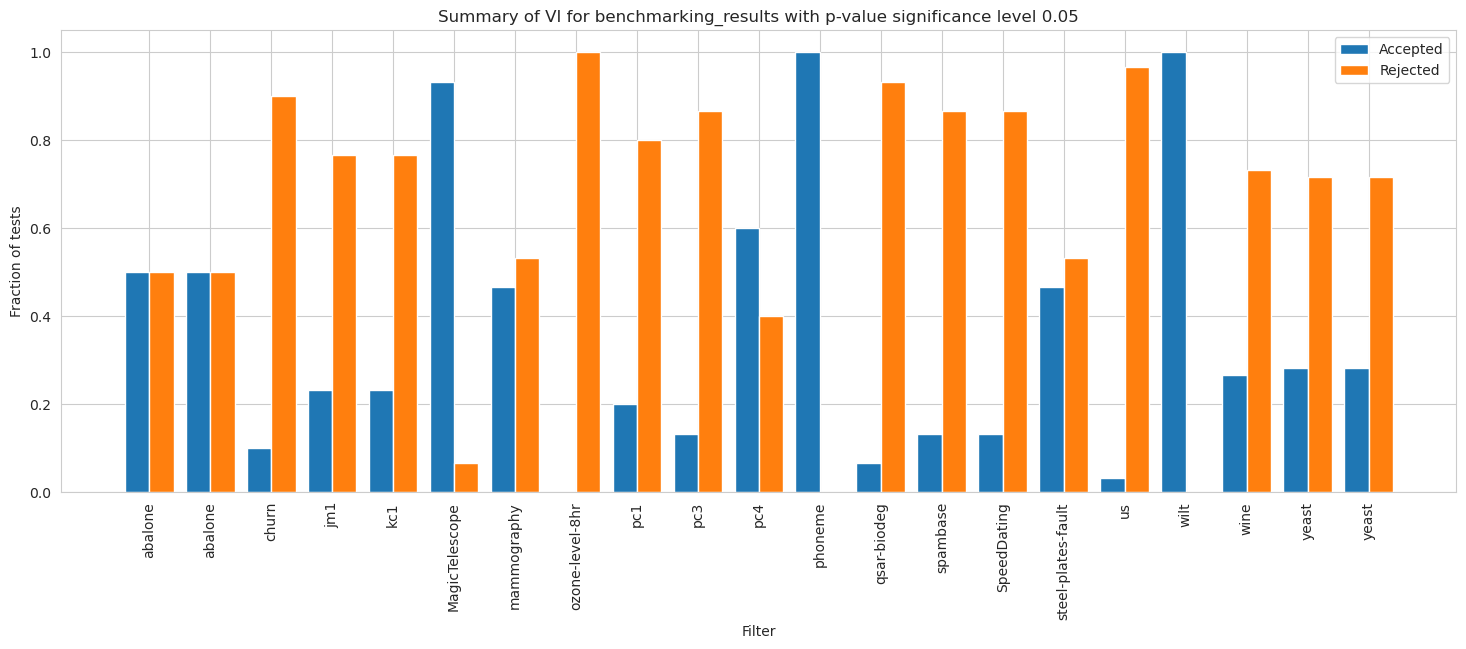 Summary of VI for benchmarking_results with p-value significance level 0.05
Accepted
Rejected
Fraction of tests
1.0
0.8
0.6
0.4
0.2
0.0
abalone
abalone
churn
jm1
kc1
MagicTelescope
mammography
ozone-level-8hr
pc1
pc3
pc4
phoneme
qsar-biodeg
spambase
SpeedDating
steel-plates-fault
us
wilt
wine
yeast
yeast
Filter